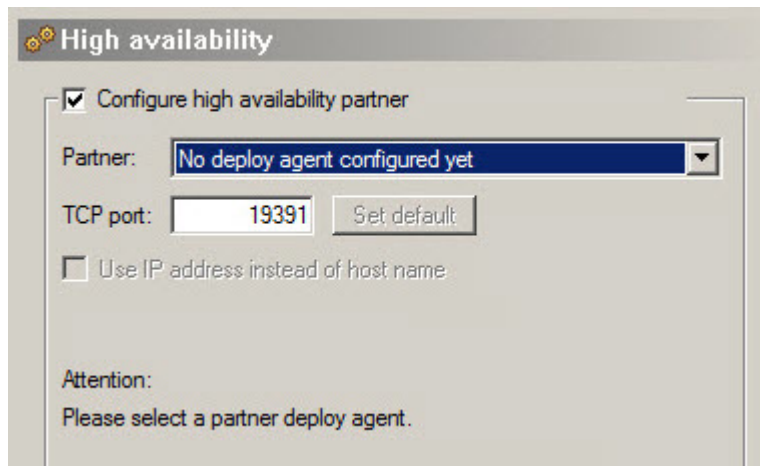 High availability
Configure high availability partner
Partner: No deploy agent configured yet
TCP port: 19391 Set default
Use IP address instead of host name
Attention:
Please select a partner deploy agent.